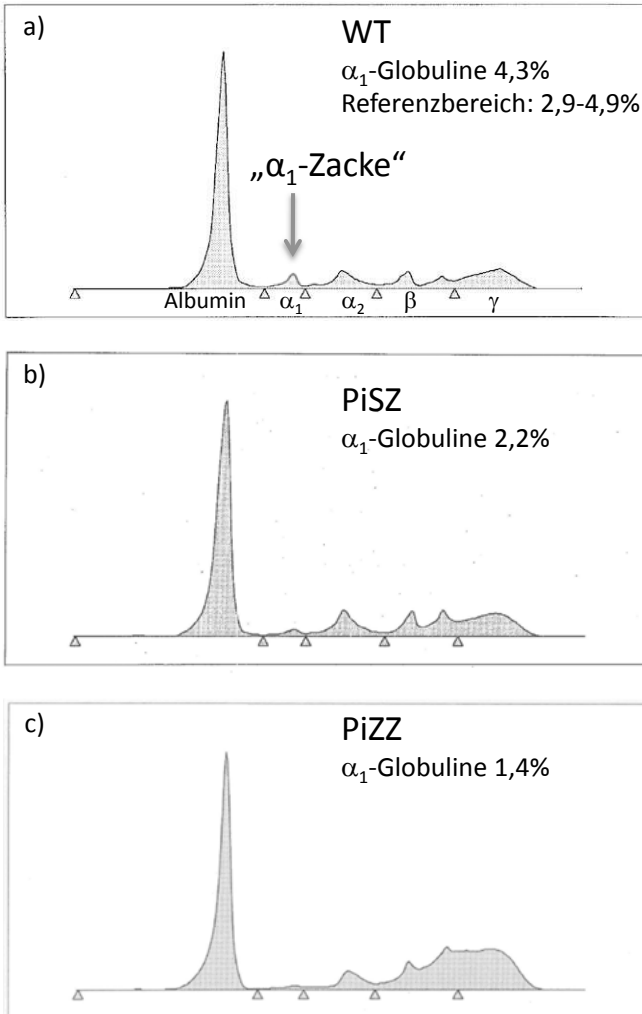 a)
WT
α₁-Globuline 4,3%
Referenzbereich: 2,9-4,9%
„α₁-Zacke“
Albumin α₁ α₂ β γ
b)
PiSZ
α₁-Globuline 2,2%
c)
PiZZ
α₁-Globuline 1,4%